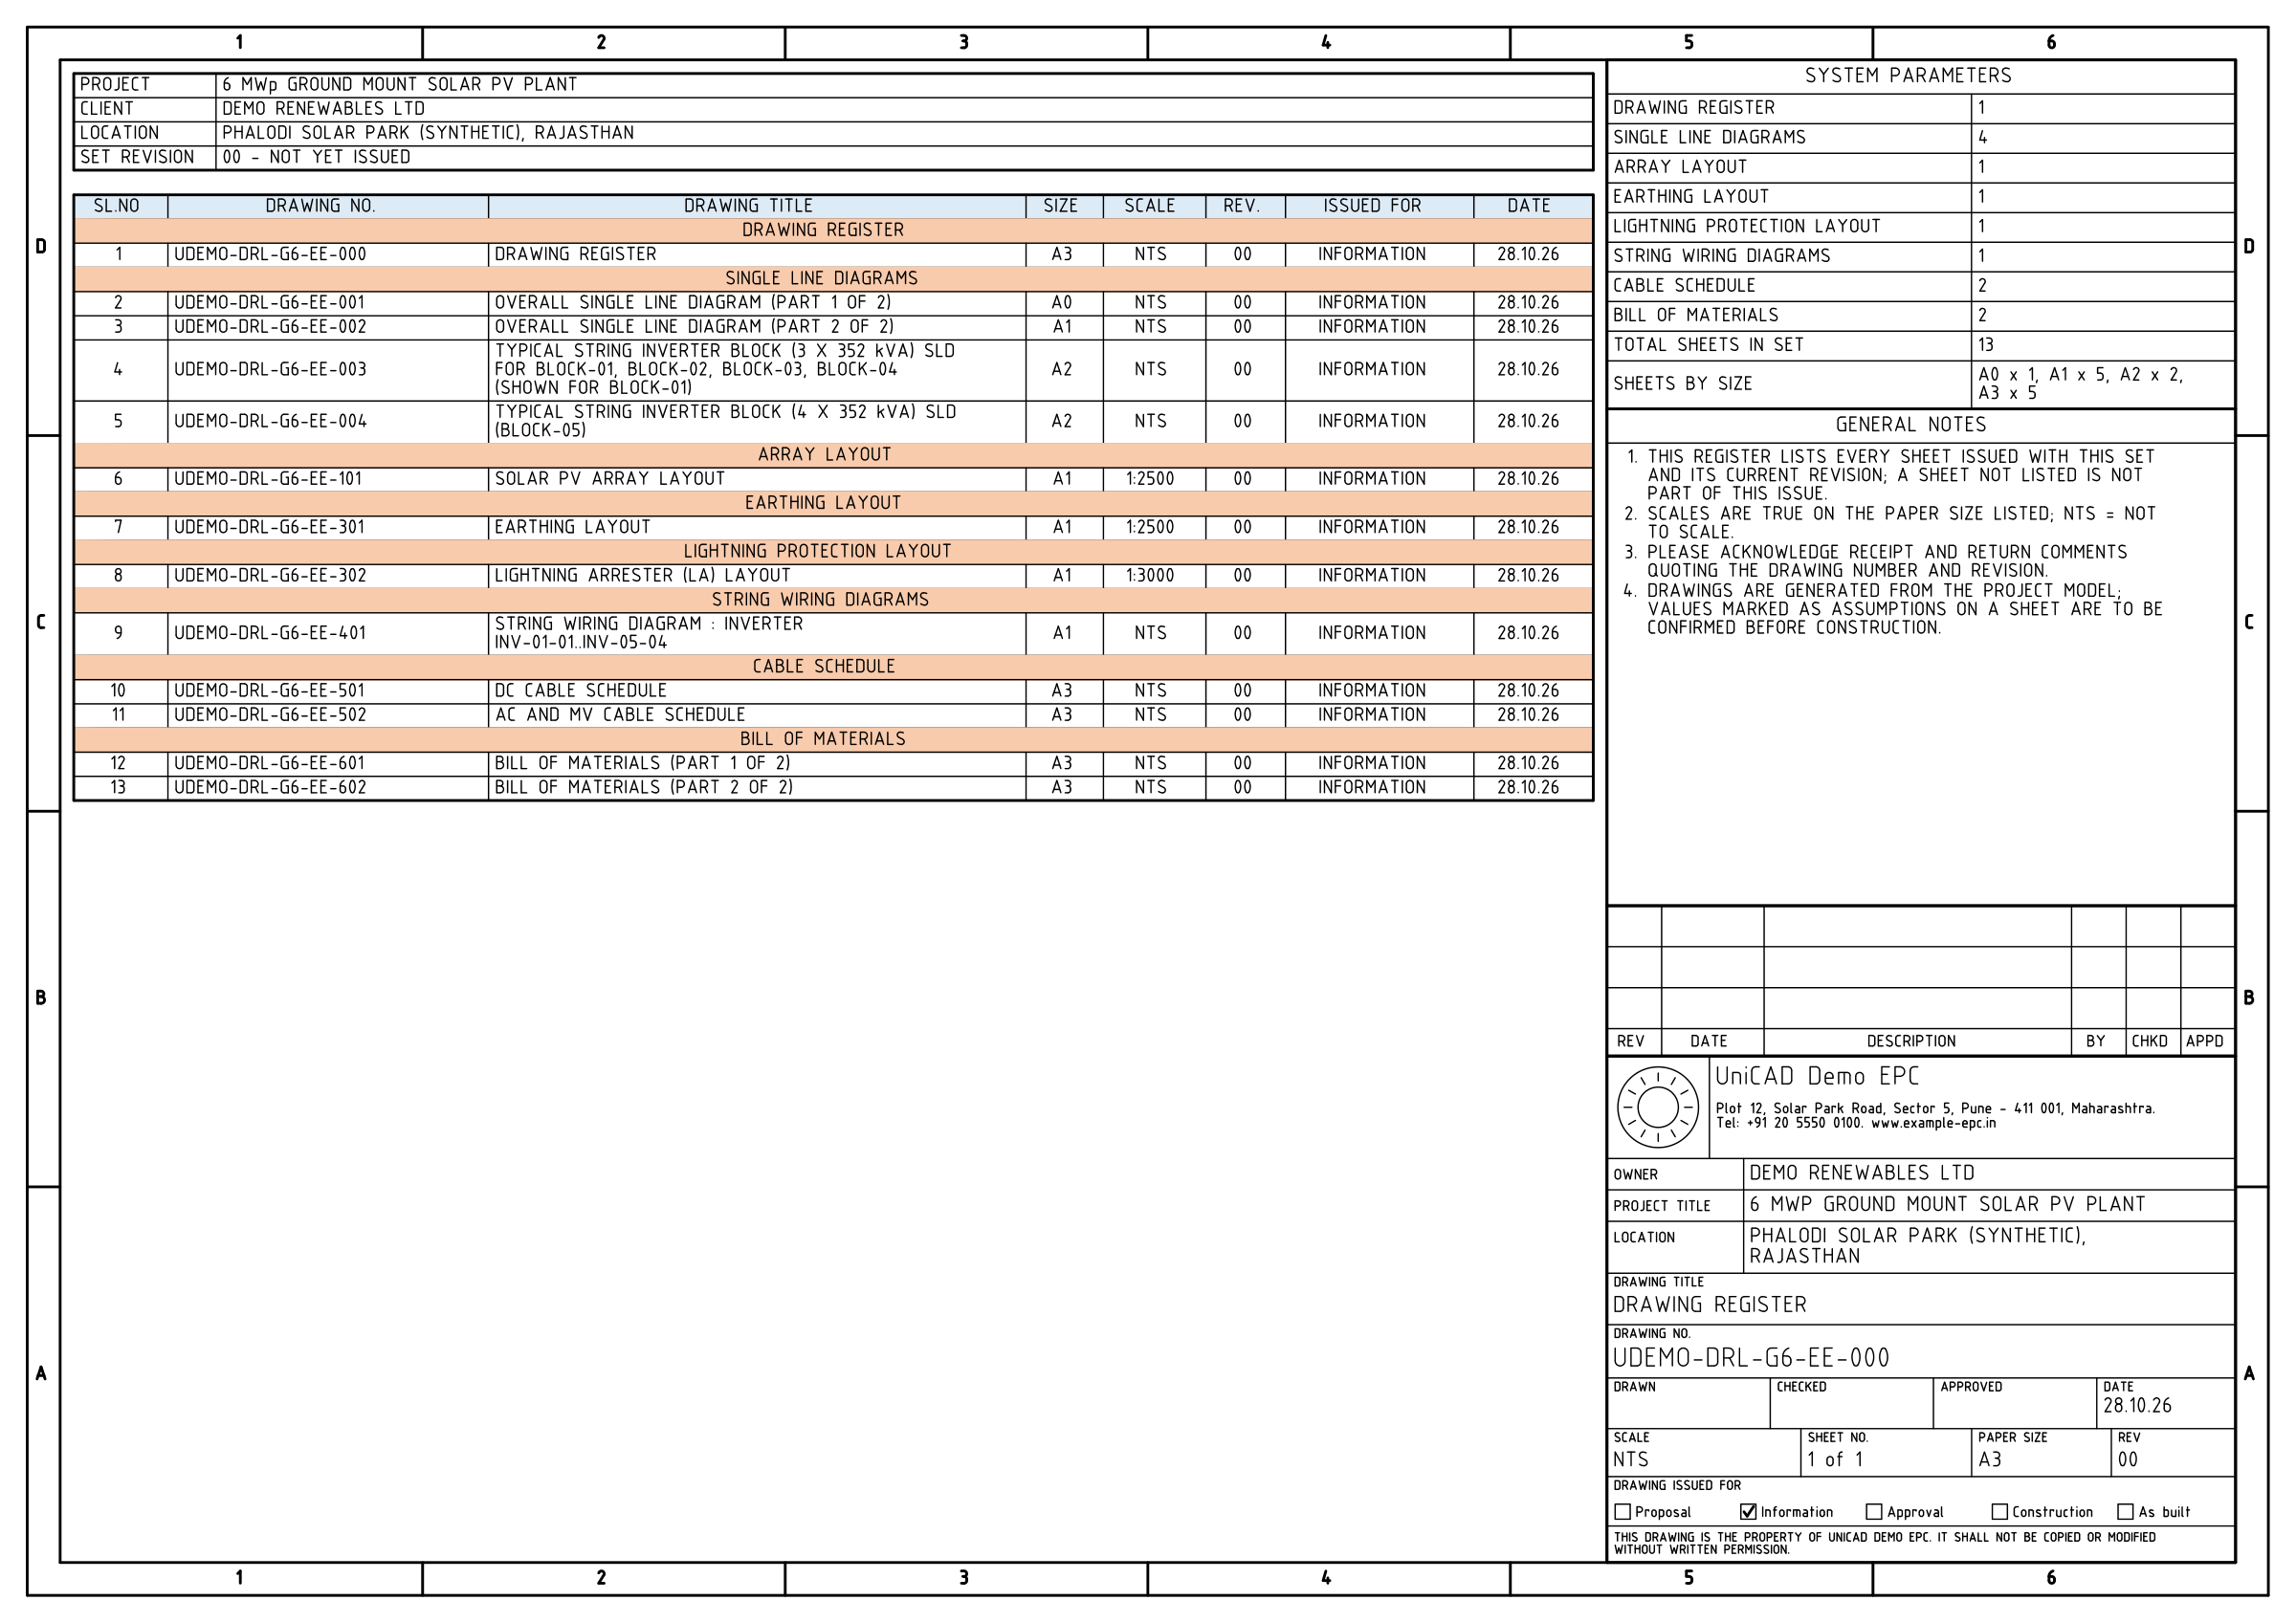 1 2 3 4 5 6
PROJECT 6 MWp GROUND MOUNT SOLAR PV PLANT
CLIENT DEMO RENEWABLES LTD
LOCATION PHALODI SOLAR PARK (SYNTHETIC), RAJASTHAN
SET REVISION 00 - NOT YET ISSUED
SL.NO DRAWING NO. DRAWING TITLE SIZE SCALE REV. ISSUED FOR DATE
DRAWING REGISTER
1 UDEMO-DRL-G6-EE-000 DRAWING REGISTER A3 NTS 00 INFORMATION 28.10.26
SINGLE LINE DIAGRAMS
2 UDEMO-DRL-G6-EE-001 OVERALL SINGLE LINE DIAGRAM (PART 1 OF 2) A0 NTS 00 INFORMATION 28.10.26
3 UDEMO-DRL-G6-EE-002 OVERALL SINGLE LINE DIAGRAM (PART 2 OF 2) A1 NTS 00 INFORMATION 28.10.26
TYPICAL STRING INVERTER BLOCK (3 X 352 kVA) SLD
4 UDEMO-DRL-G6-EE-003 FOR BLOCK-01, BLOCK-02, BLOCK-03, BLOCK-04 A2 NTS 00 INFORMATION 28.10.26
(SHOWN FOR BLOCK-01)
TYPICAL STRING INVERTER BLOCK (4 X 352 kVA) SLD
5 UDEMO-DRL-G6-EE-004 (BLOCK-05) A2 NTS 00 INFORMATION 28.10.26
ARRAY LAYOUT
6 UDEMO-DRL-G6-EE-101 SOLAR PV ARRAY LAYOUT A1 1:2500 00 INFORMATION 28.10.26
EARTHING LAYOUT
7 UDEMO-DRL-G6-EE-301 EARTHING LAYOUT A1 1:2500 00 INFORMATION 28.10.26
LIGHTNING PROTECTION LAYOUT
8 UDEMO-DRL-G6-EE-302 LIGHTNING ARRESTER (LA) LAYOUT A1 1:3000 00 INFORMATION 28.10.26
STRING WIRING DIAGRAMS
STRING WIRING DIAGRAM : INVERTER
9 UDEMO-DRL-G6-EE-401 INV-01-01..INV-05-04 A1 NTS 00 INFORMATION 28.10.26
CABLE SCHEDULE
10 UDEMO-DRL-G6-EE-501 DC CABLE SCHEDULE A3 NTS 00 INFORMATION 28.10.26
11 UDEMO-DRL-G6-EE-502 AC AND MV CABLE SCHEDULE A3 NTS 00 INFORMATION 28.10.26
BILL OF MATERIALS
12 UDEMO-DRL-G6-EE-601 BILL OF MATERIALS (PART 1 OF 2) A3 NTS 00 INFORMATION 28.10.26
13 UDEMO-DRL-G6-EE-602 BILL OF MATERIALS (PART 2 OF 2) A3 NTS 00 INFORMATION 28.10.26
SYSTEM PARAMETERS
DRAWING REGISTER 1
SINGLE LINE DIAGRAMS 4
ARRAY LAYOUT 1
EARTHING LAYOUT 1
LIGHTNING PROTECTION LAYOUT 1
STRING WIRING DIAGRAMS 1
CABLE SCHEDULE 2
BILL OF MATERIALS 2
TOTAL SHEETS IN SET 13
SHEETS BY SIZE A0 x 1, A1 x 5, A2 x 2,
A3 x 5
GENERAL NOTES
1. THIS REGISTER LISTS EVERY SHEET ISSUED WITH THIS SET
AND ITS CURRENT REVISION; A SHEET NOT LISTED IS NOT
PART OF THIS ISSUE.
2. SCALES ARE TRUE ON THE PAPER SIZE LISTED; NTS = NOT
TO SCALE.
3. PLEASE ACKNOWLEDGE RECEIPT AND RETURN COMMENTS
QUOTING THE DRAWING NUMBER AND REVISION.
4. DRAWINGS ARE GENERATED FROM THE PROJECT MODEL;
VALUES MARKED AS ASSUMPTIONS ON A SHEET ARE TO BE
CONFIRMED BEFORE CONSTRUCTION.
REV DATE DESCRIPTION BY CHKD APPD
UniCAD Demo EPC
Plot 12, Solar Park Road, Sector 5, Pune - 411 001, Maharashtra.
Tel: +91 20 5550 0100. www.example-epc.in
OWNER DEMO RENEWABLES LTD
PROJECT TITLE 6 MWP GROUND MOUNT SOLAR PV PLANT
LOCATION PHALODI SOLAR PARK (SYNTHETIC),
RAJASTHAN
DRAWING TITLE
DRAWING REGISTER
DRAWING NO.
UDEMO-DRL-G6-EE-000
DRAWN CHECKED APPROVED DATE
28.10.26
SCALE SHEET NO. PAPER SIZE REV
NTS 1 of 1 A3 00
DRAWING ISSUED FOR
Proposal Information Approval Construction As built
THIS DRAWING IS THE PROPERTY OF UNICAD DEMO EPC. IT SHALL NOT BE COPIED OR MODIFIED
WITHOUT WRITTEN PERMISSION.
D D
C C
B B
A A
1 2 3 4 5 6